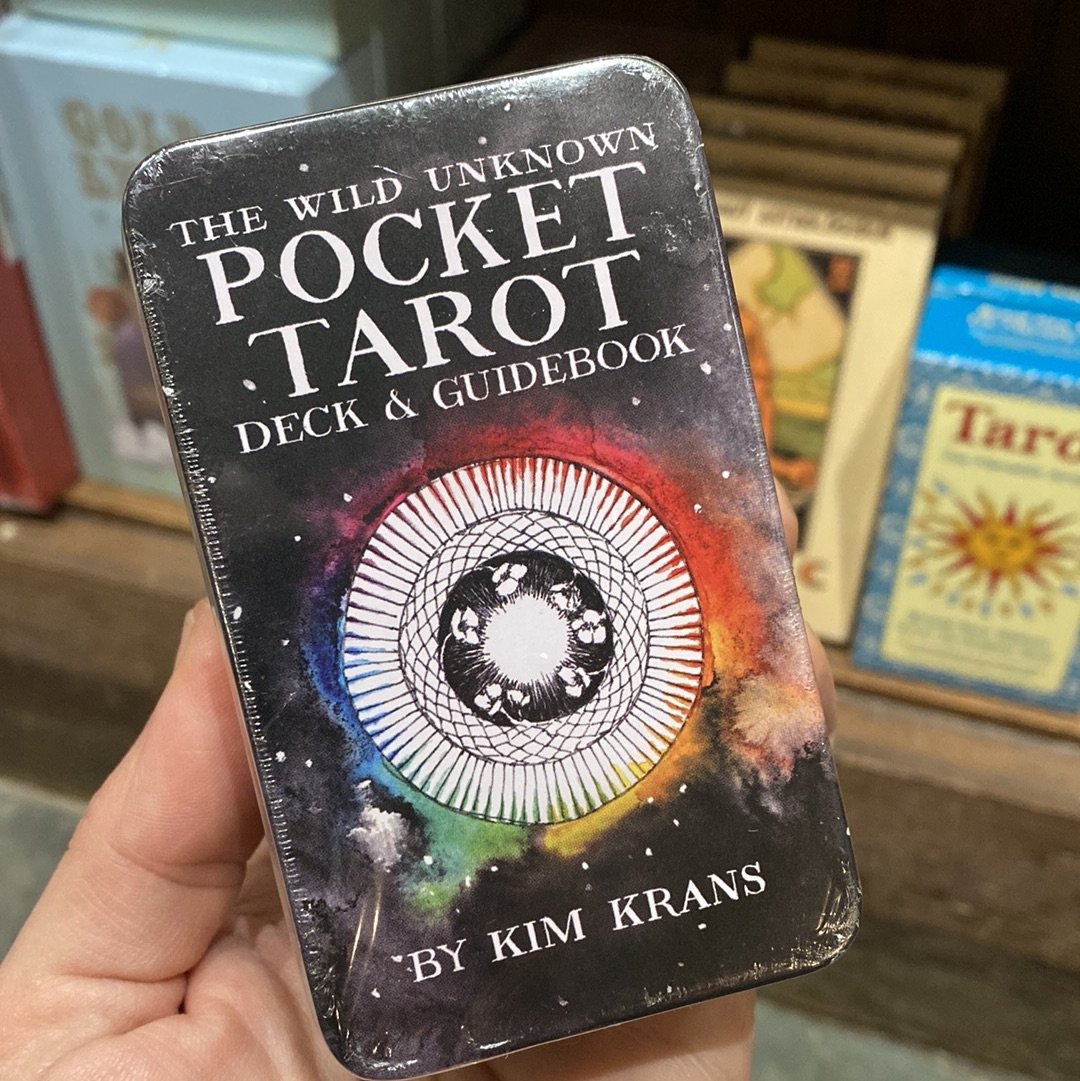 THE WILD UNKNOWN
POCKET
TAROT
DECK & GUIDEBOOK
BY KIM KRANS
Taro